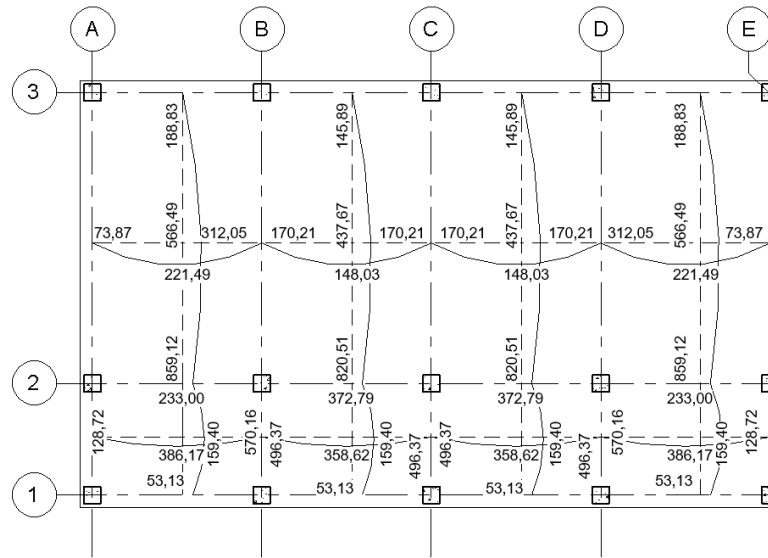 A B C D E
3
188,83 145,89 145,89 188,83
566,49 437,67 437,67 566,49
73,87 312,05 170,21 170,21 170,21 170,21 312,05 73,87
221,49 148,03 148,03 221,49
859,12 820,51 820,51 859,12
2
233,00 372,79 372,79 233,00
128,72 159,40 570,16 496,37 159,40 496,37 496,37 159,40 496,37 570,16 159,40 128,72
386,17 358,62 358,62 386,17
53,13 53,13 53,13 53,13
1